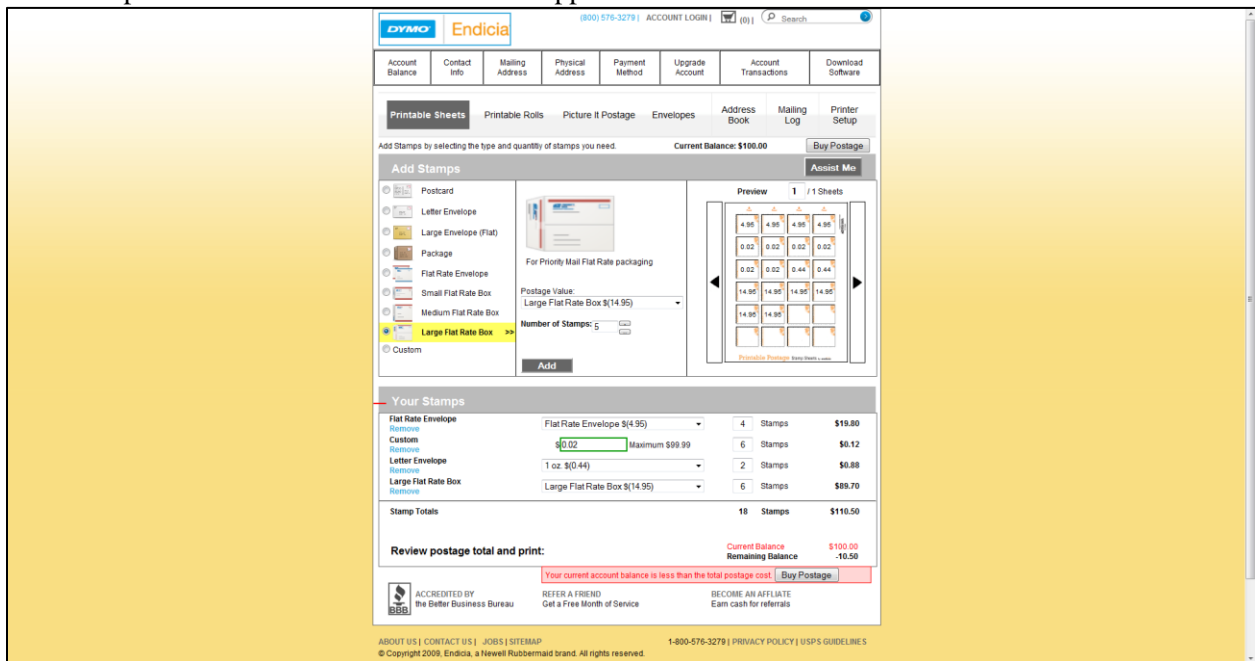 DYMO Endicia
(800) 576-3279 | ACCOUNT LOGIN | (0) | Search
Account Balance Contact Info Mailing Address Physical Address Payment Method Upgrade Account Account Transactions Download Software
Printable Sheets Printable Rolls Picture It Postage Envelopes Address Book Mailing Log Printer Setup
Add Stamps by selecting the type and quantitiy of stamps you need. Current Balance: $100.00 Buy Postage
Add Stamps Assist Me
Postcard
Letter Envelope
Large Envelope (Flat)
Package
Flat Rate Envelope
Small Flat Rate Box
Medium Flat Rate Box
Large Flat Rate Box >>
Custom
For Priority Mail Flat Rate packaging
Postage Value:
Large Flat Rate Box $(14.95)
Number of Stamps: 5
Add
Preview 1 / 1 Sheets
4.95 4.95 4.95 4.95
0.02 0.02 0.02 0.02
0.02 0.02 0.44 0.44
14.95 14.95 14.95 14.95
14.95 14.95
Printable Postage
Your Stamps
Flat Rate Envelope
Remove
Flat Rate Envelope $(4.95) 4 Stamps $19.80
Custom
Remove
$ 0.02 Maximum $99.99 6 Stamps $0.12
Letter Envelope
Remove
1 oz. $(0.44) 2 Stamps $0.88
Large Flat Rate Box
Remove
Large Flat Rate Box $(14.95) 6 Stamps $89.70
Stamp Totals 18 Stamps $110.50
Review postage total and print:
Current Balance $100.00
Remaining Balance -10.50
Your current account balance is less than the total postage cost. Buy Postage
BBB ACCREDITED BY the Better Business Bureau
REFER A FRIEND
Get a Free Month of Service
BECOME AN AFFLIATE
Earn cash for referrals
ABOUT US | CONTACT US | JOBS | SITEMAP 1-800-576-3279 | PRIVACY POLICY | USPS GUIDELINES
© Copyright 2009, Endicia, a Newell Rubbermaid brand. All rights reserved.